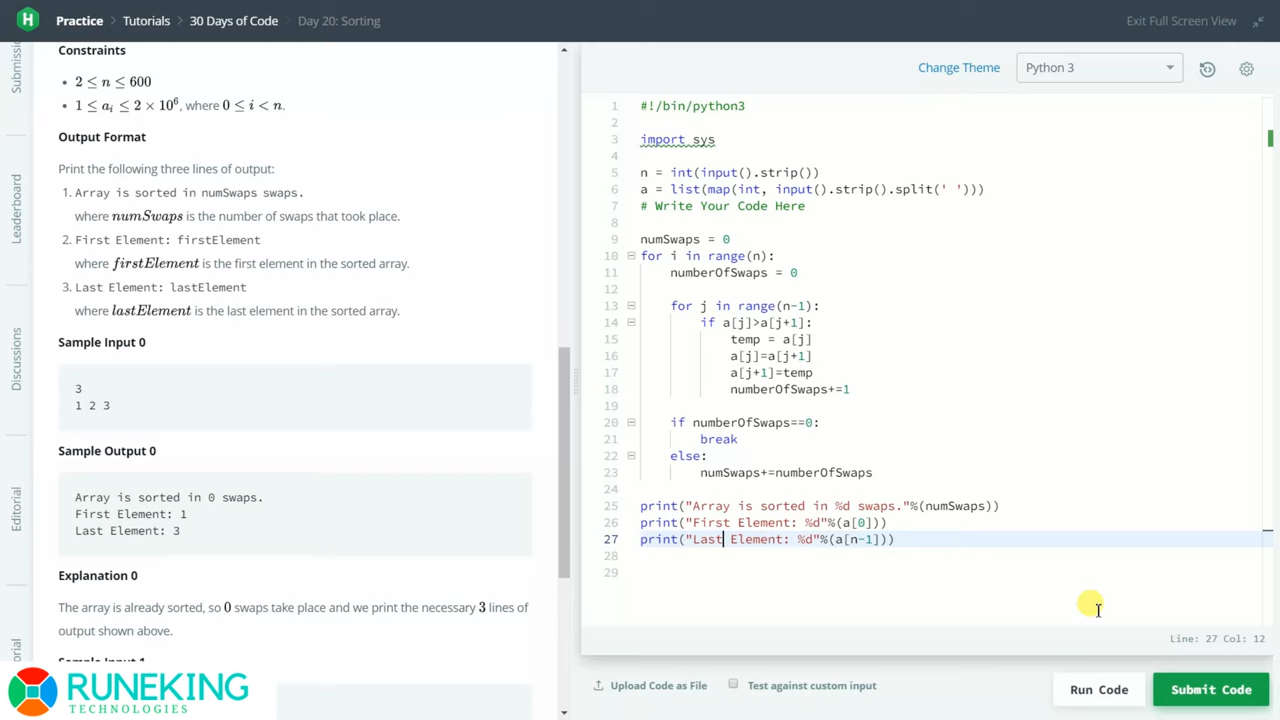 H Practice > Tutorials > 30 Days of Code > Day 20: Sorting
Exit Full Screen View
Submissio
Leaderboard
Discussions
Editorial
orial
Constraints
• 2 ≤ n ≤ 600
• 1 ≤ a_i ≤ 2 × 10^6, where 0 ≤ i < n.
Output Format
Print the following three lines of output:
1. Array is sorted in numSwaps swaps.
where numSwaps is the number of swaps that took place.
2. First Element: firstElement
where firstElement is the first element in the sorted array.
3. Last Element: lastElement
where lastElement is the last element in the sorted array.
Sample Input 0
3
1 2 3
Sample Output 0
Array is sorted in 0 swaps.
First Element: 1
Last Element: 3
Explanation 0
The array is already sorted, so 0 swaps take place and we print the necessary 3 lines of
output shown above.
Sample Input 1
RUNEKING
TECHNOLOGIES
Change Theme
Python 3
1 #!/bin/python3
2
3 import sys
4
5 n = int(input().strip())
6 a = list(map(int, input().strip().split(' ')))
7 # Write Your Code Here
8
9 numSwaps = 0
10 for i in range(n):
11     numberOfSwaps = 0
12
13     for j in range(n-1):
14         if a[j]>a[j+1]:
15             temp = a[j]
16             a[j]=a[j+1]
17             a[j+1]=temp
18             numberOfSwaps+=1
19
20     if numberOfSwaps==0:
21         break
22     else:
23         numSwaps+=numberOfSwaps
24
25 print("Array is sorted in %d swaps."%(numSwaps))
26 print("First Element: %d"%(a[0]))
27 print("Last Element: %d"%(a[n-1]))
28
29
Line: 27 Col: 12
Upload Code as File
Test against custom input
Run Code
Submit Code